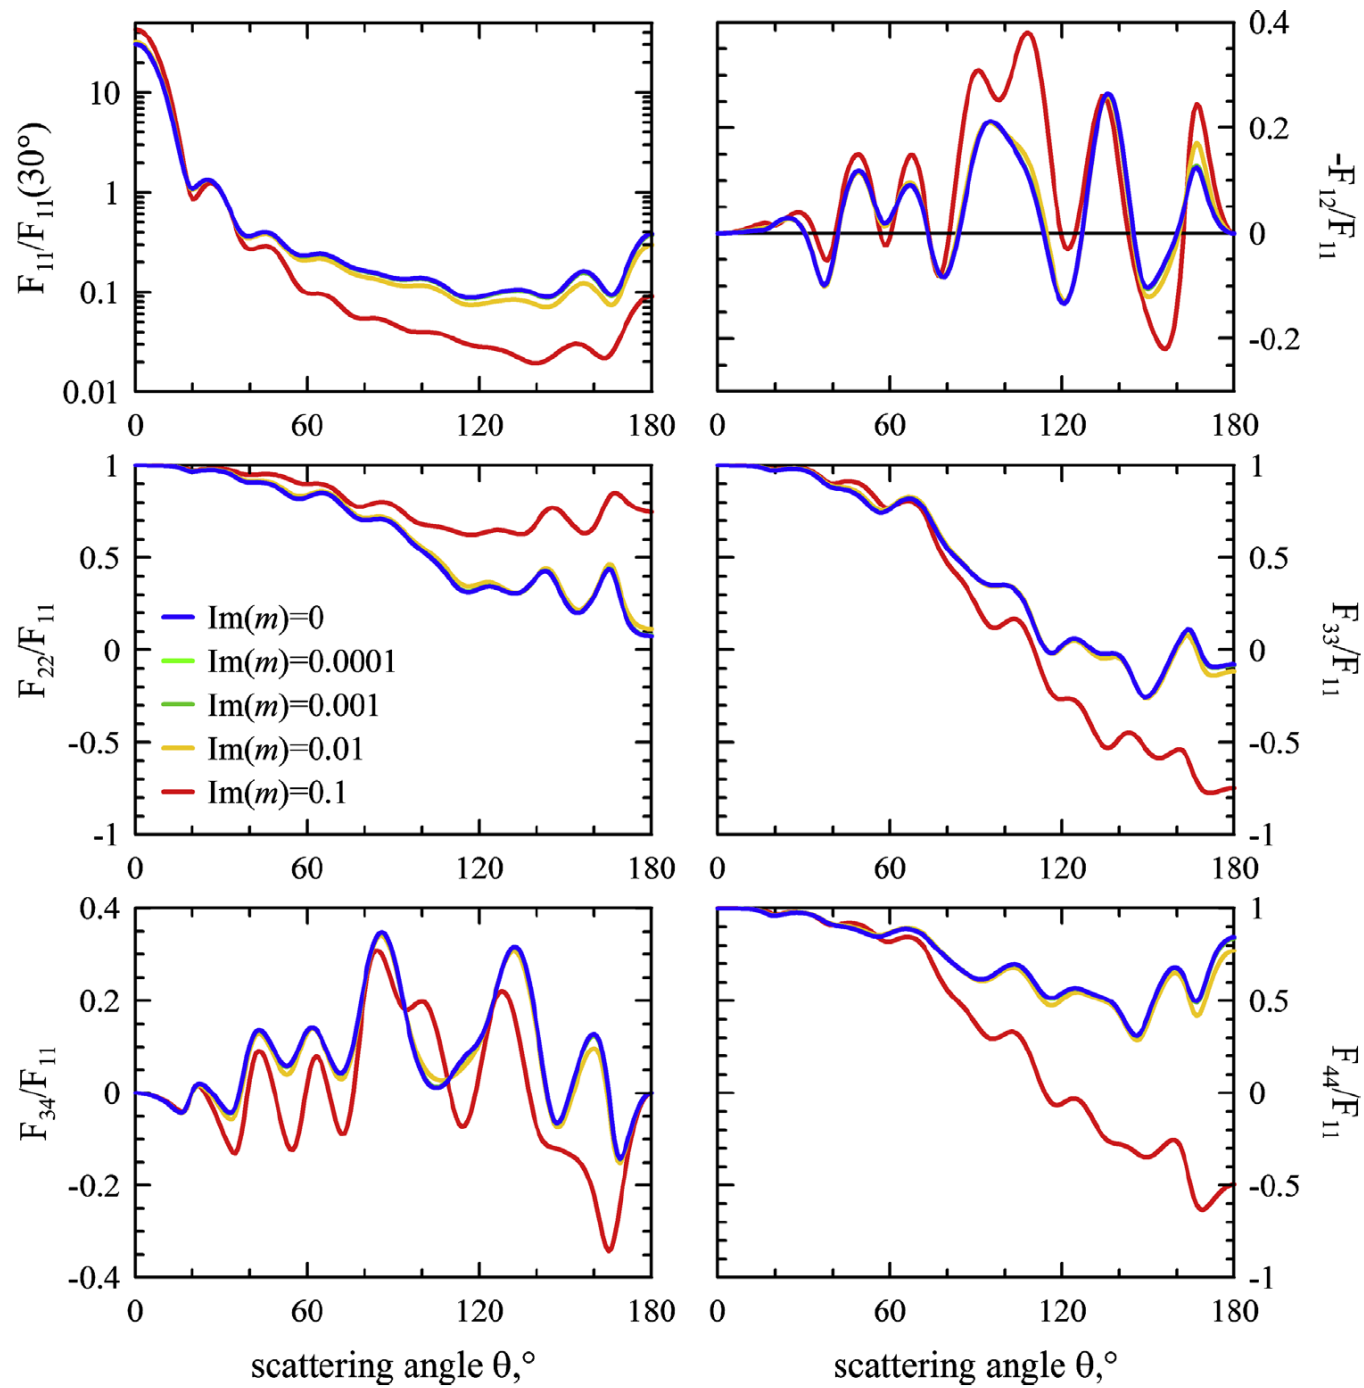 F₁₁/F₁₁(30°)
10
1
0.1
0.01
0 60 120 180
-F₁₂/F₁₁
0.4
0.2
0
-0.2
0 60 120 180
F₂₂/F₁₁
1
0.5
0
-0.5
-1
Im(m)=0
Im(m)=0.0001
Im(m)=0.001
Im(m)=0.01
Im(m)=0.1
0 60 120 180
F₃₃/F₁₁
1
0.5
0
-0.5
-1
0 60 120 180
F₃₄/F₁₁
0.4
0.2
0
-0.2
-0.4
0 60 120 180
scattering angle θ,°
F₄₄/F₁₁
1
0.5
0
-0.5
-1
0 60 120 180
scattering angle θ,°